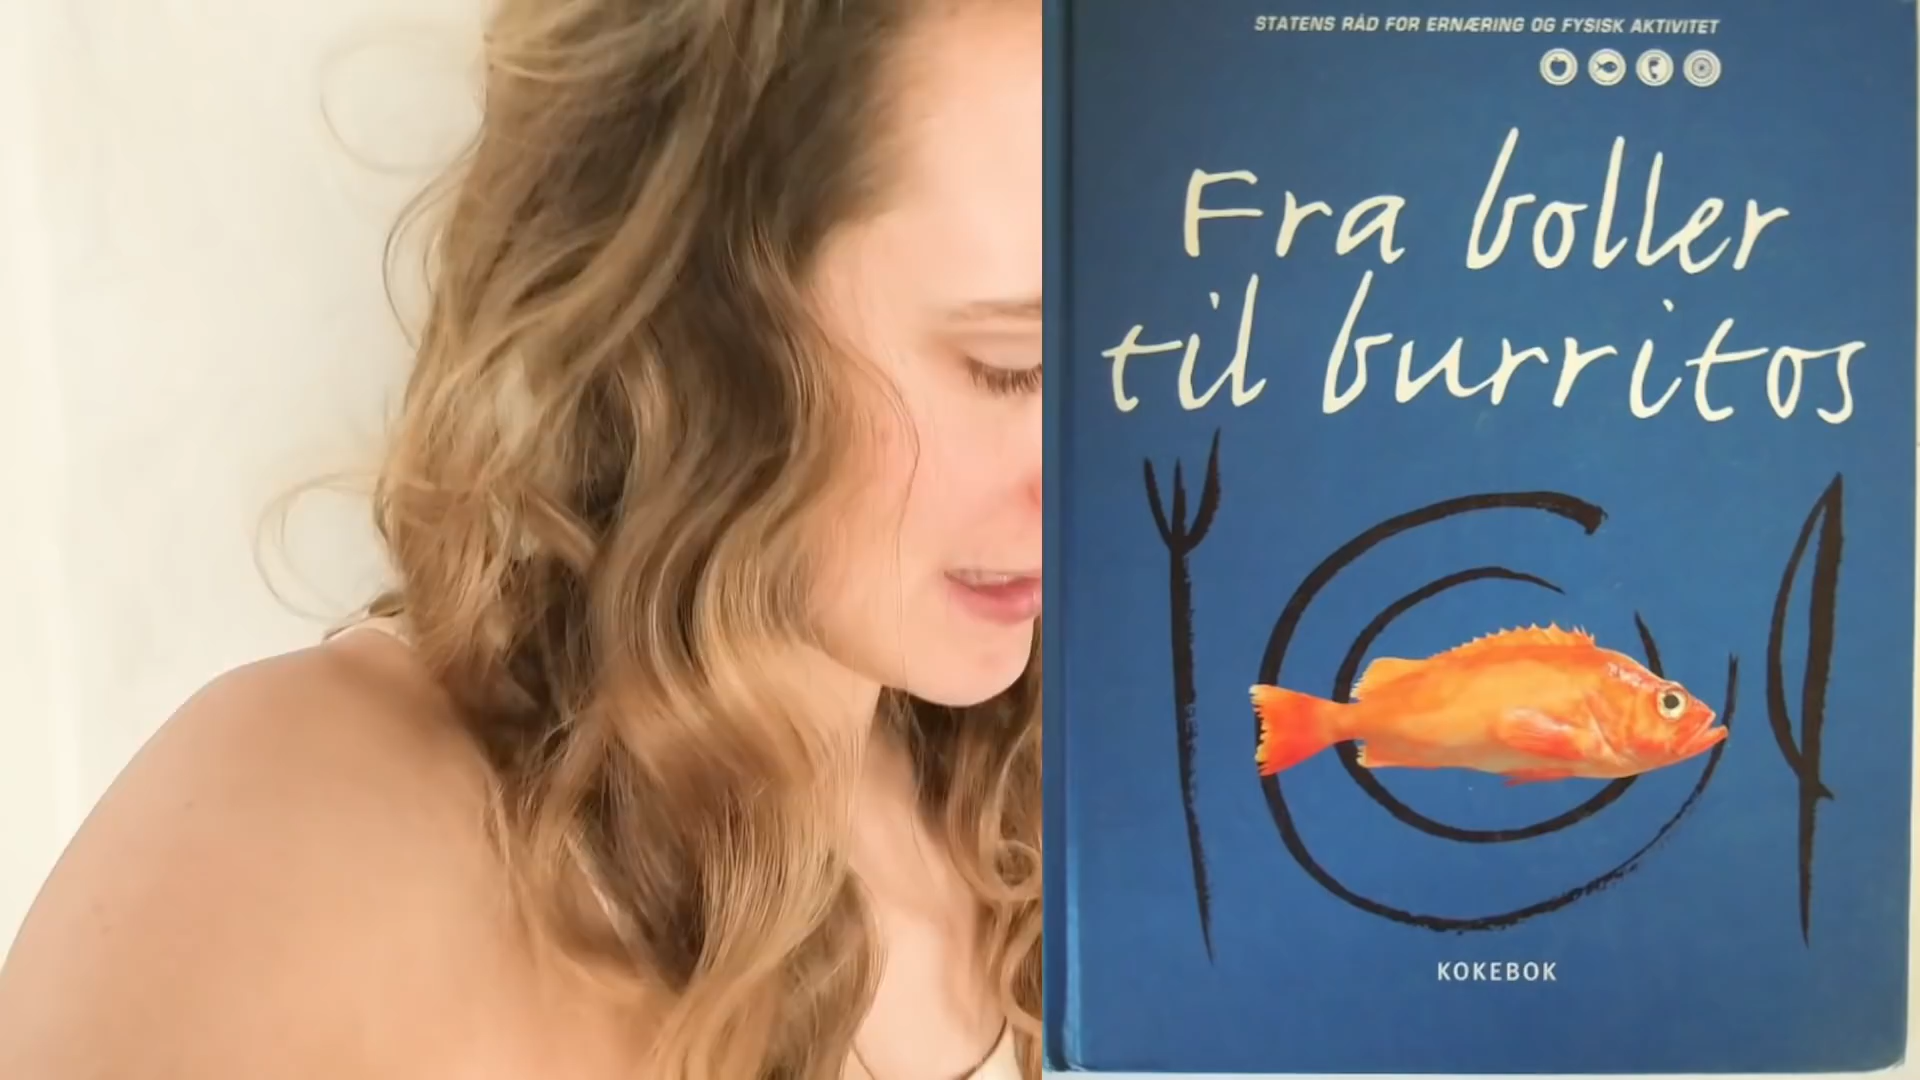 STATENS RÅD FOR ERNÆRING OG FYSISK AKTIVITET
Fra boller
til burritos
KOKEBOK